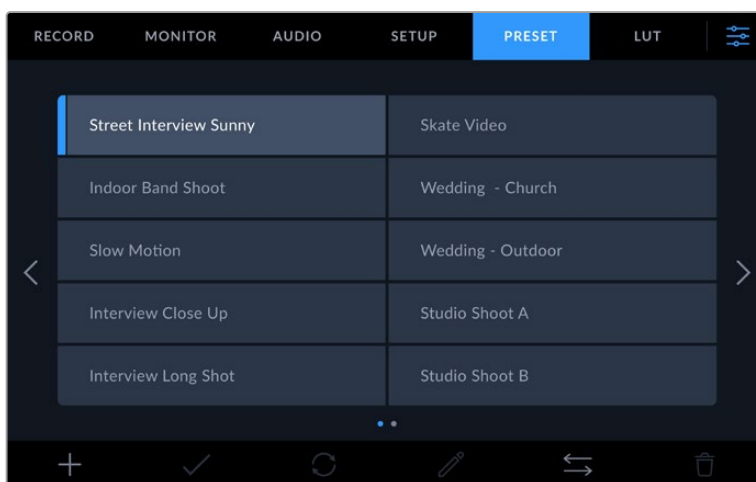 RECORD MONITOR AUDIO SETUP PRESET LUT
Street Interview Sunny Skate Video
Indoor Band Shoot Wedding - Church
Slow Motion Wedding - Outdoor
Interview Close Up Studio Shoot A
Interview Long Shot Studio Shoot B